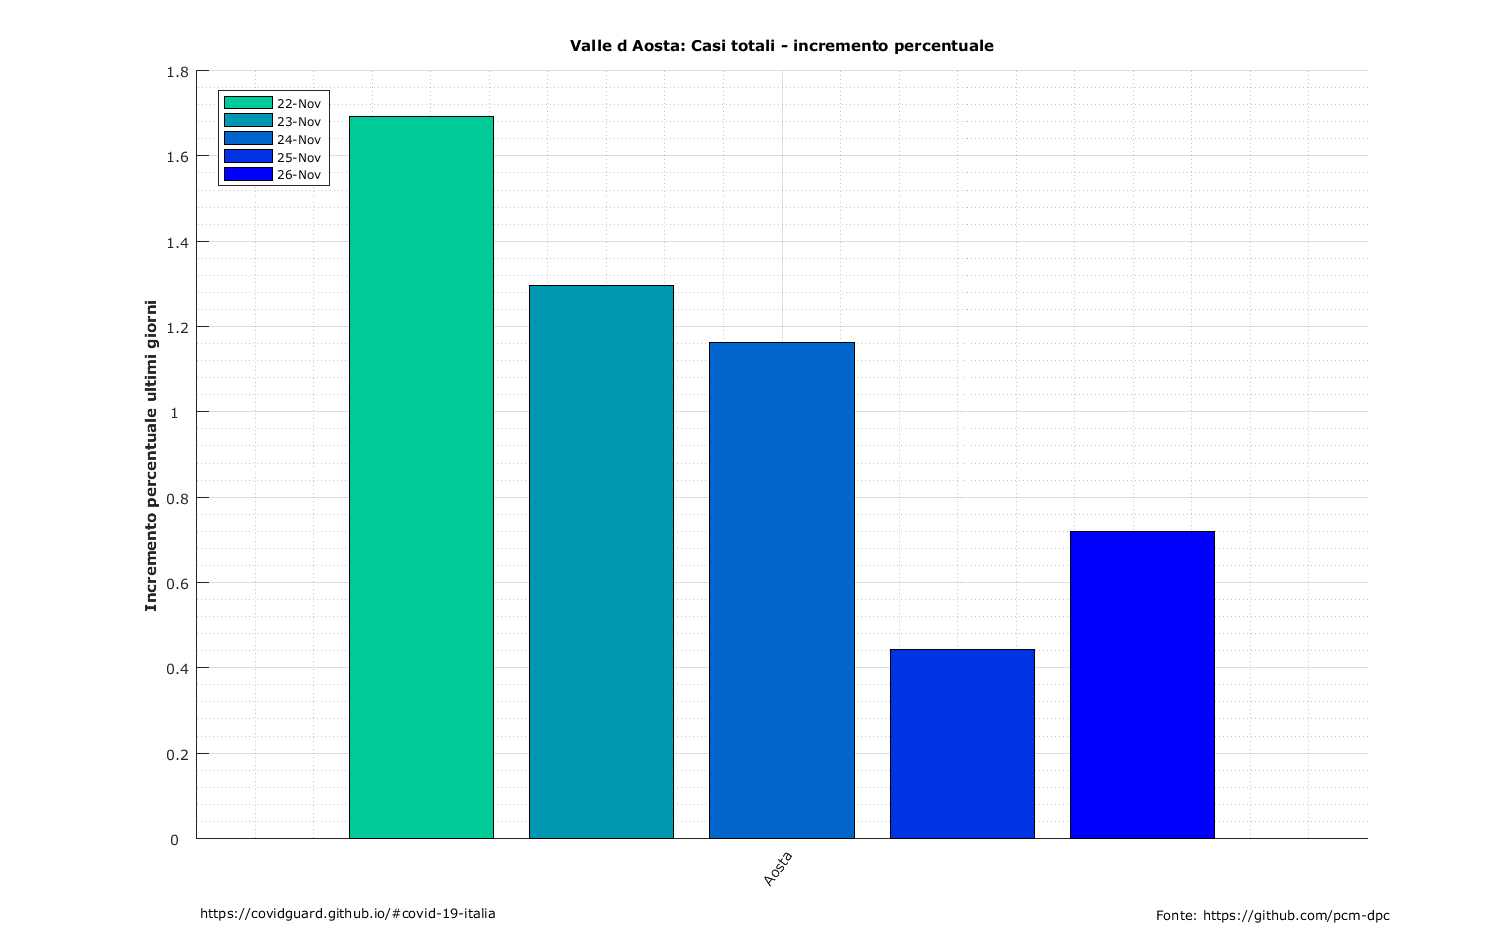 Valle d Aosta: Casi totali - incremento percentuale
1.8
1.6
1.4
1.2
1
0.8
0.6
0.4
0.2
0
Incremento percentuale ultimi giorni
22-Nov
23-Nov
24-Nov
25-Nov
26-Nov
Aosta
https://covidguard.github.io/#covid-19-italia
Fonte: https://github.com/pcm-dpc